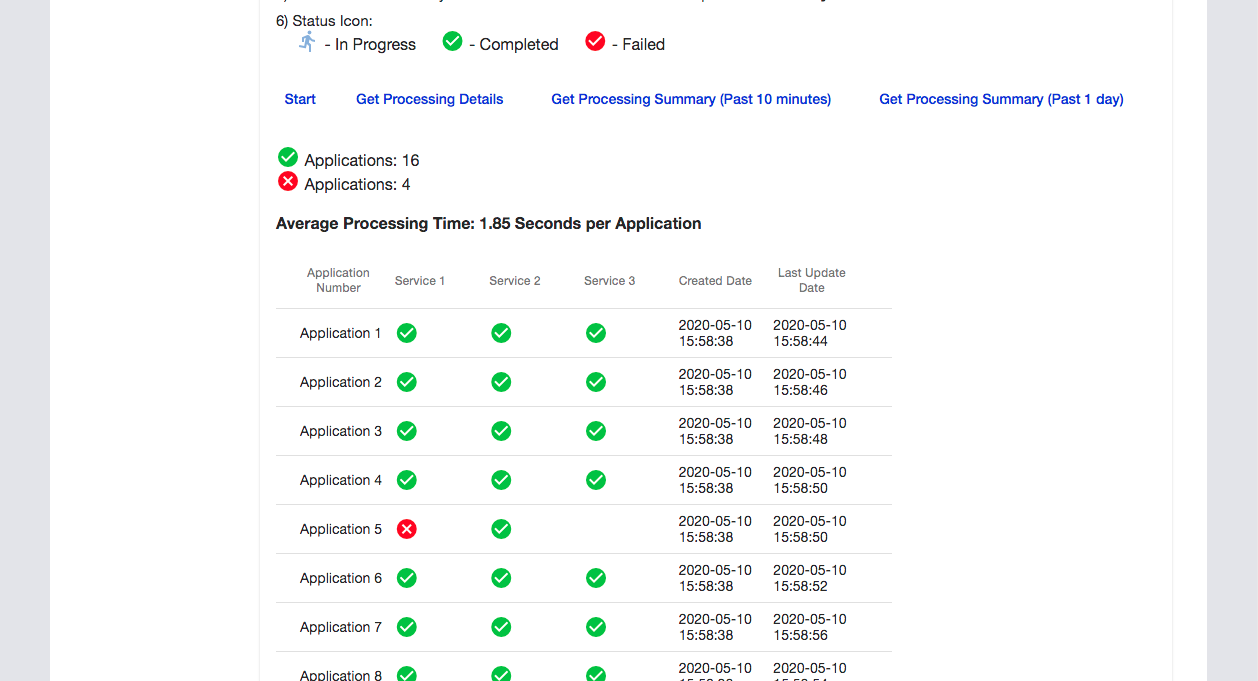 6) Status Icon:
- In Progress - Completed - Failed
Start Get Processing Details Get Processing Summary (Past 10 minutes) Get Processing Summary (Past 1 day)
Applications: 16
Applications: 4
Average Processing Time: 1.85 Seconds per Application
Application Number Service 1 Service 2 Service 3 Created Date Last Update Date
Application 1 2020-05-10 15:58:38 2020-05-10 15:58:44
Application 2 2020-05-10 15:58:38 2020-05-10 15:58:46
Application 3 2020-05-10 15:58:38 2020-05-10 15:58:48
Application 4 2020-05-10 15:58:38 2020-05-10 15:58:50
Application 5 2020-05-10 15:58:38 2020-05-10 15:58:50
Application 6 2020-05-10 15:58:38 2020-05-10 15:58:52
Application 7 2020-05-10 15:58:38 2020-05-10 15:58:56
Application 8 2020-05-10 2020-05-10